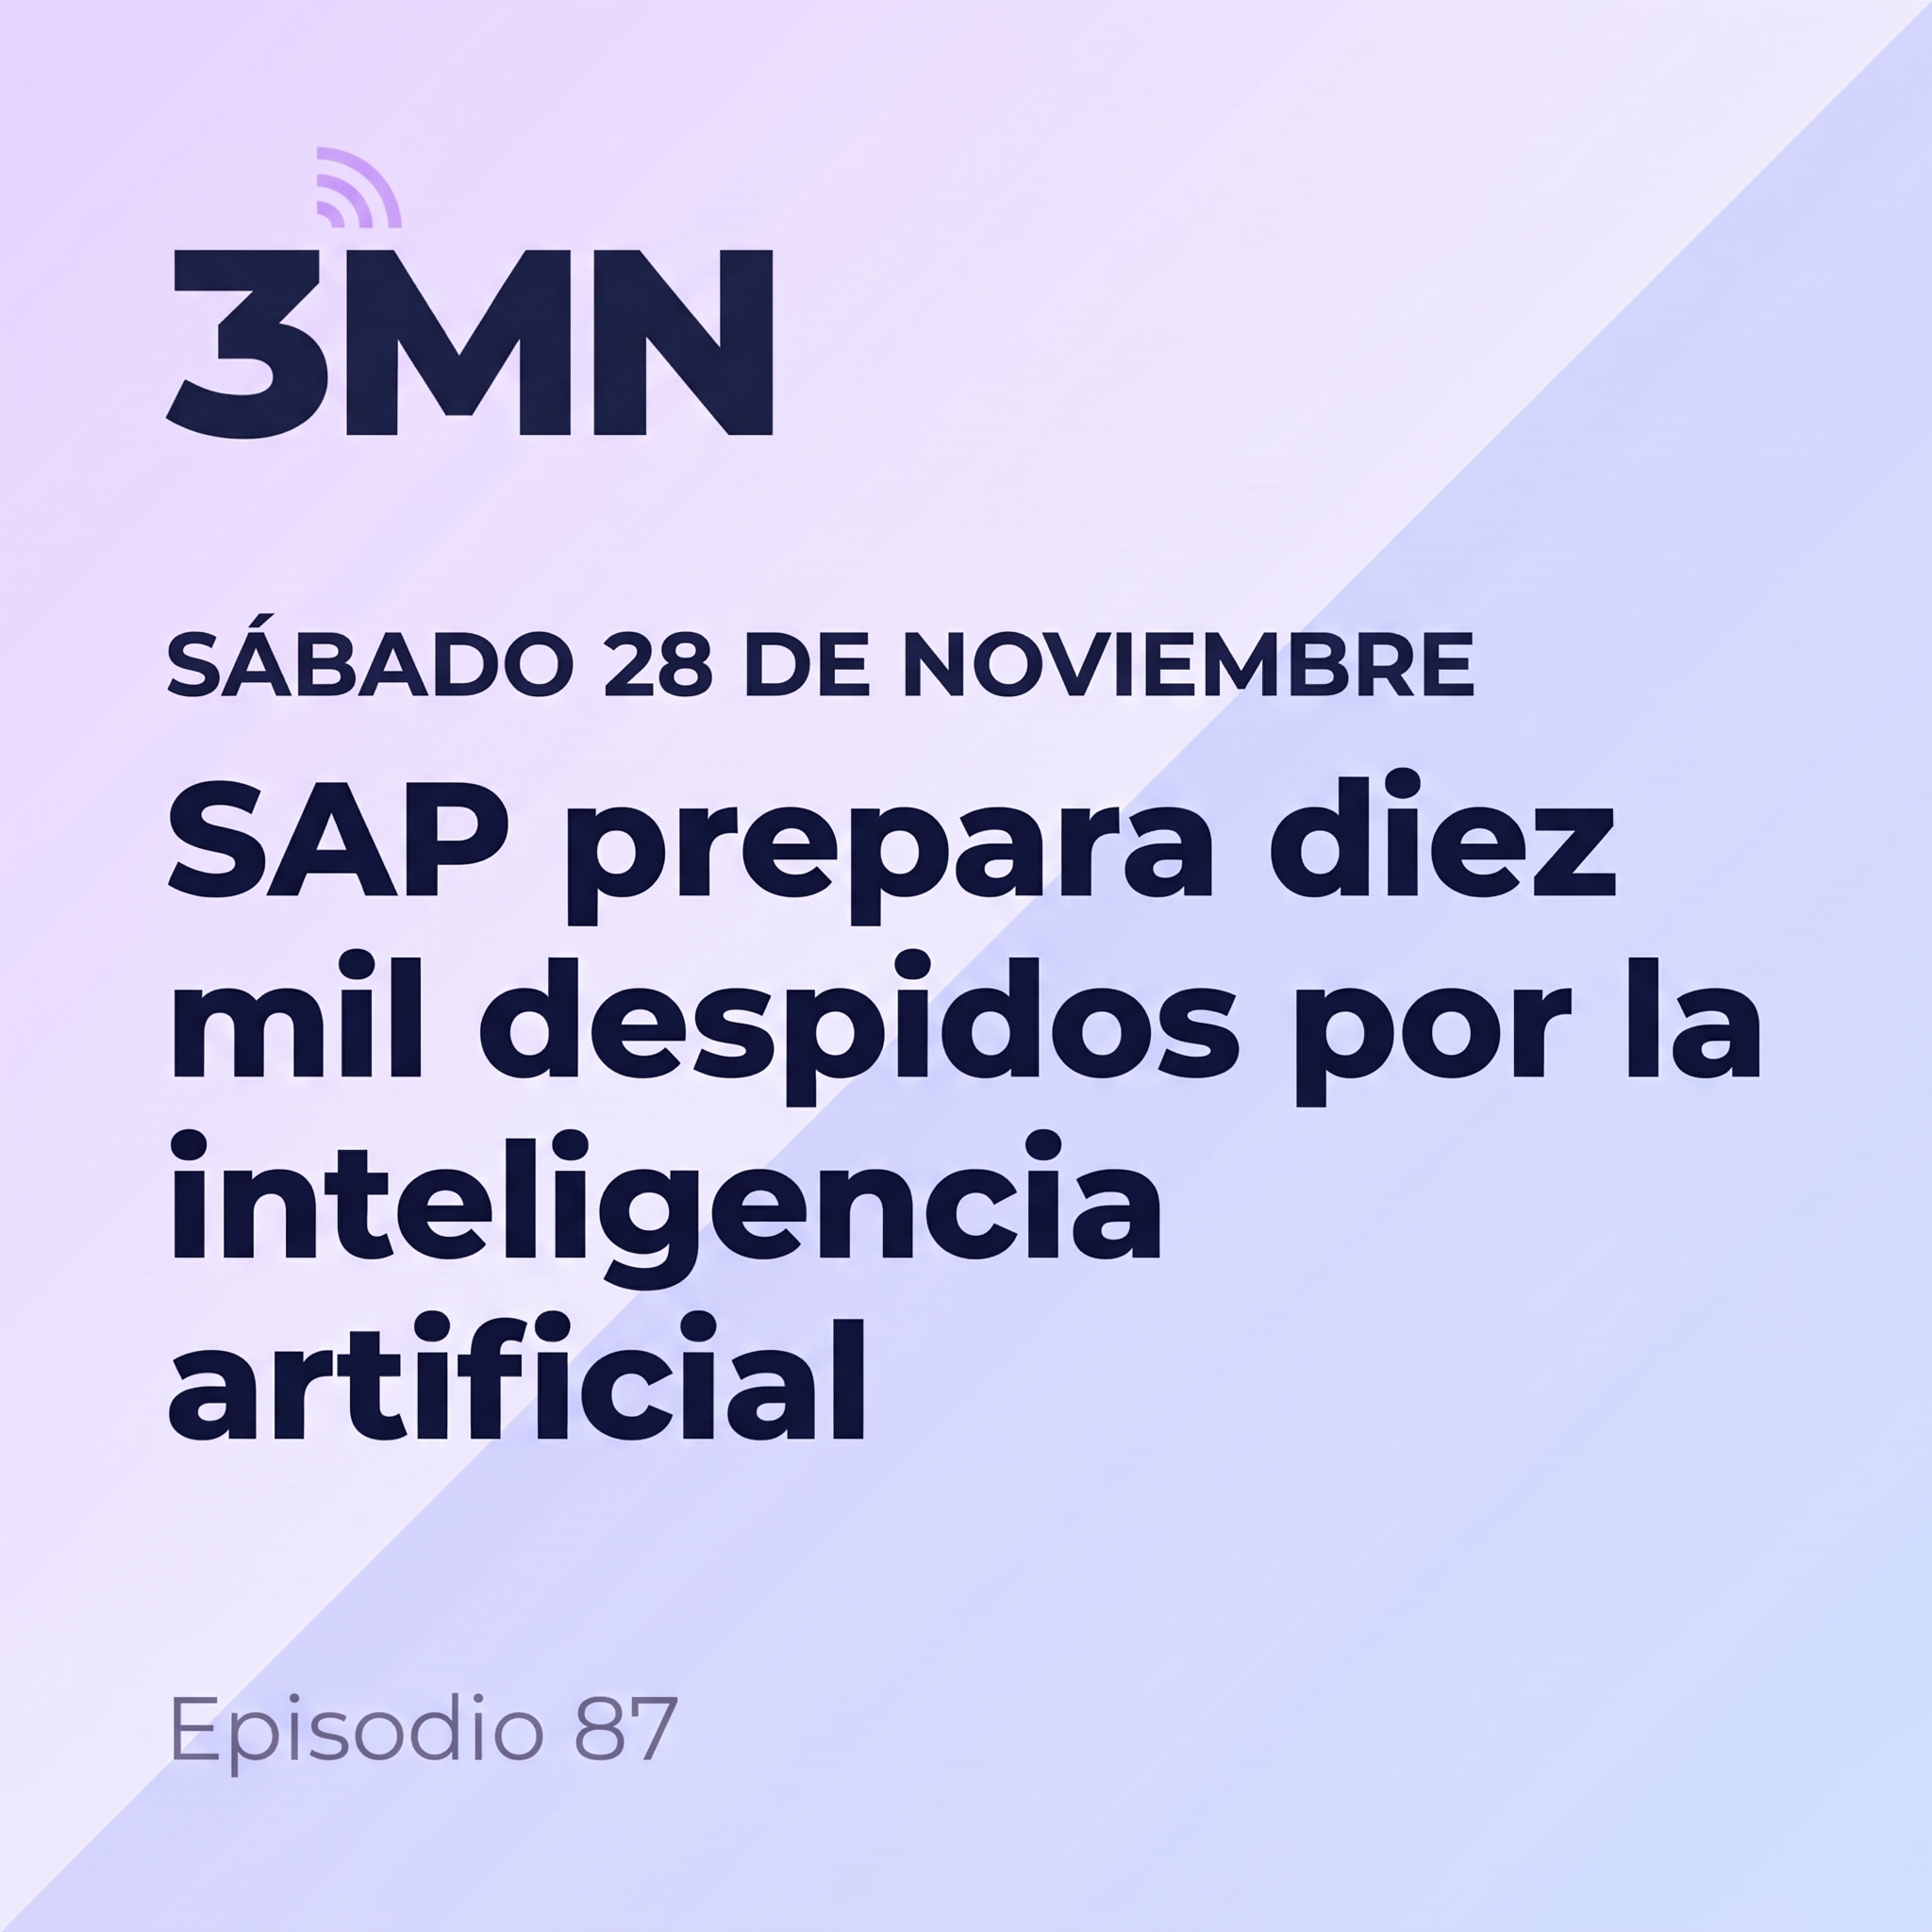 3MN
SÁBADO 28 DE NOVIEMBRE
SAP prepara diez
mil despidos por la
inteligencia
artificial
Episodio 87